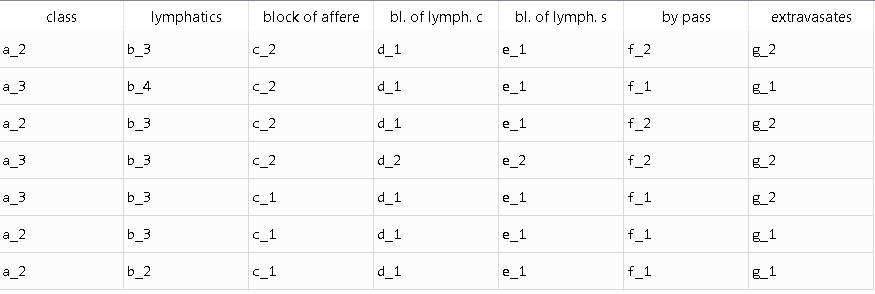 class lymphatics block of affere bl. of lymph. c bl. of lymph. s by pass extravasates
a_2 b_3 c_2 d_1 e_1 f_2 g_2
a_3 b_4 c_2 d_1 e_1 f_1 g_1
a_2 b_3 c_2 d_1 e_1 f_2 g_2
a_3 b_3 c_2 d_2 e_2 f_2 g_2
a_3 b_3 c_1 d_1 e_1 f_1 g_2
a_2 b_3 c_1 d_1 e_1 f_1 g_1
a_2 b_2 c_1 d_1 e_1 f_1 g_1